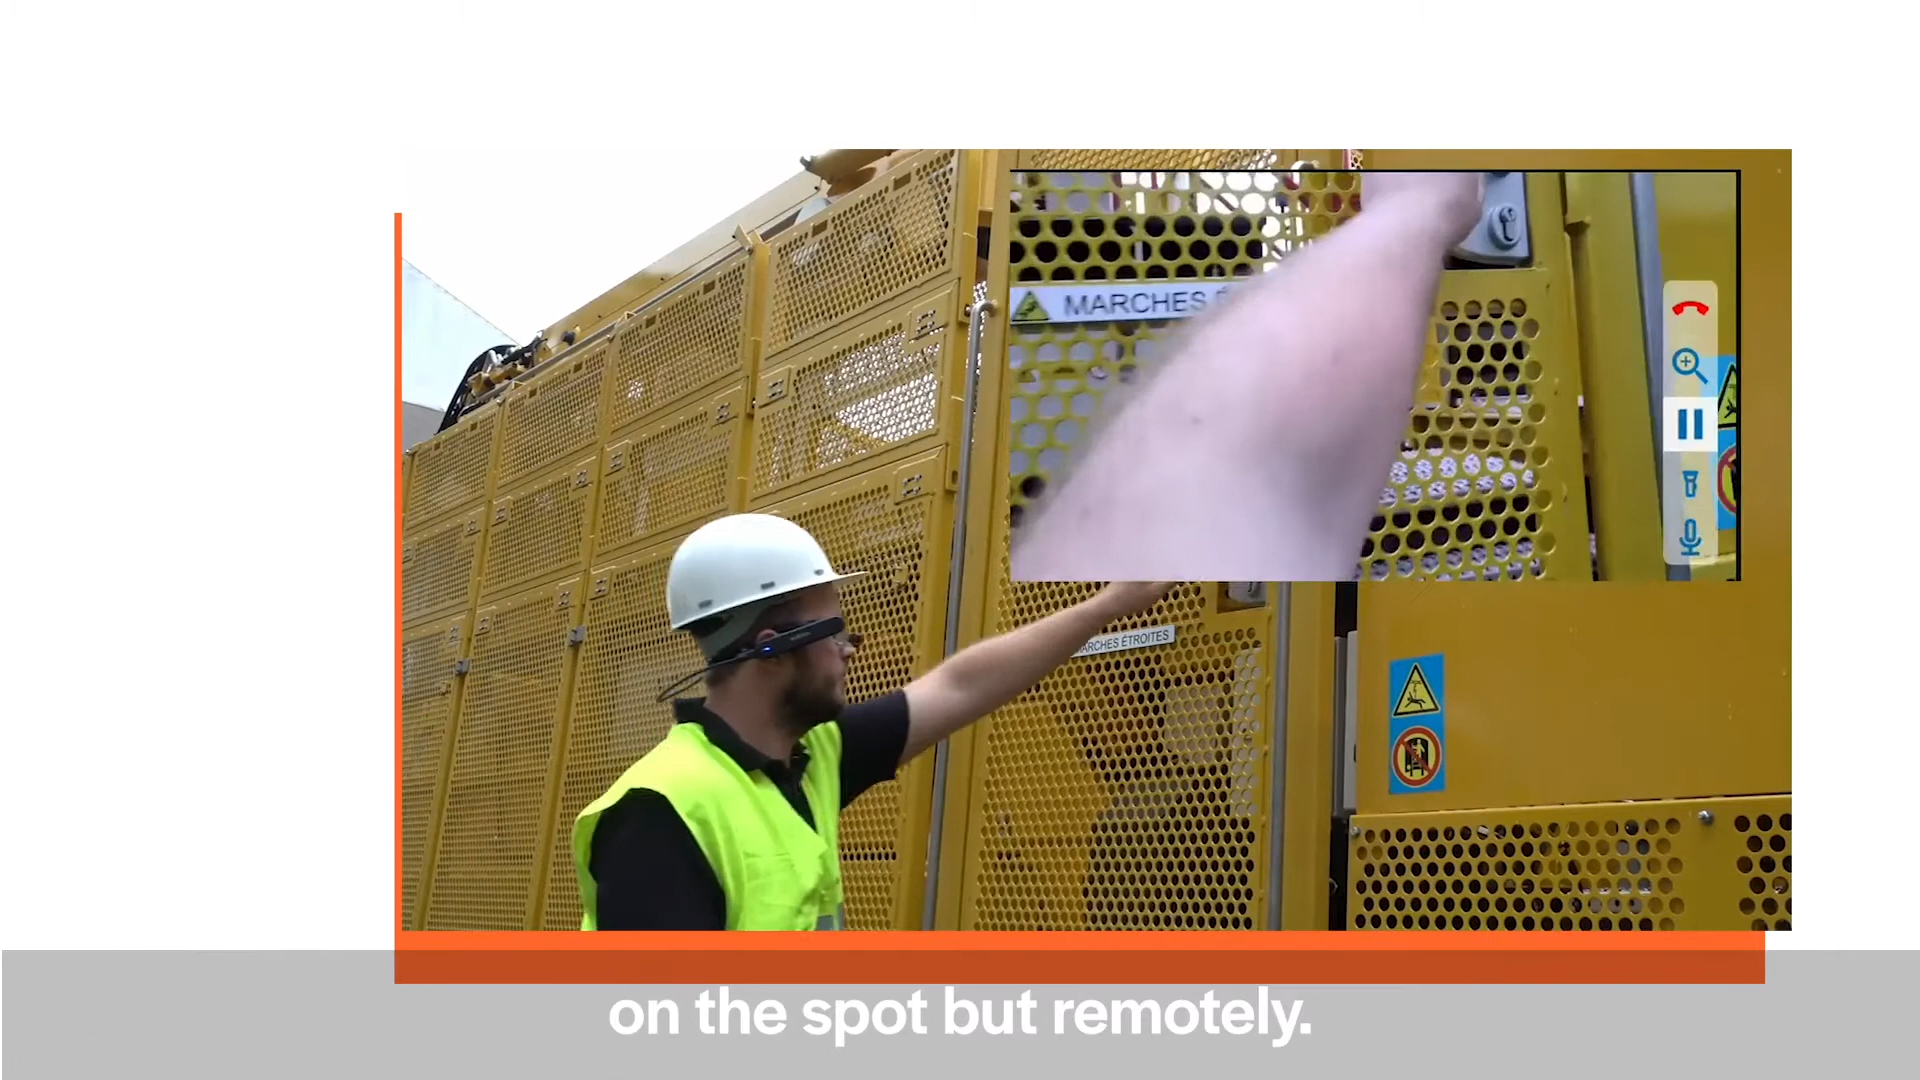 MARCHES É
MARCHES ÉTROITES
on the spot but remotely.